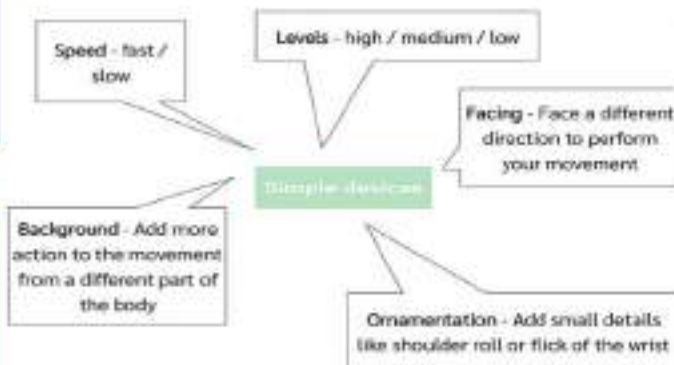 Speed - fast /
slow
Levels - high / medium / low
Facing - Face a different
direction to perform
your movement
Simple devices
Background - Add more
action to the movement
from a different part of
the body
Ornamentation - Add small details
like shoulder roll or flick of the wrist